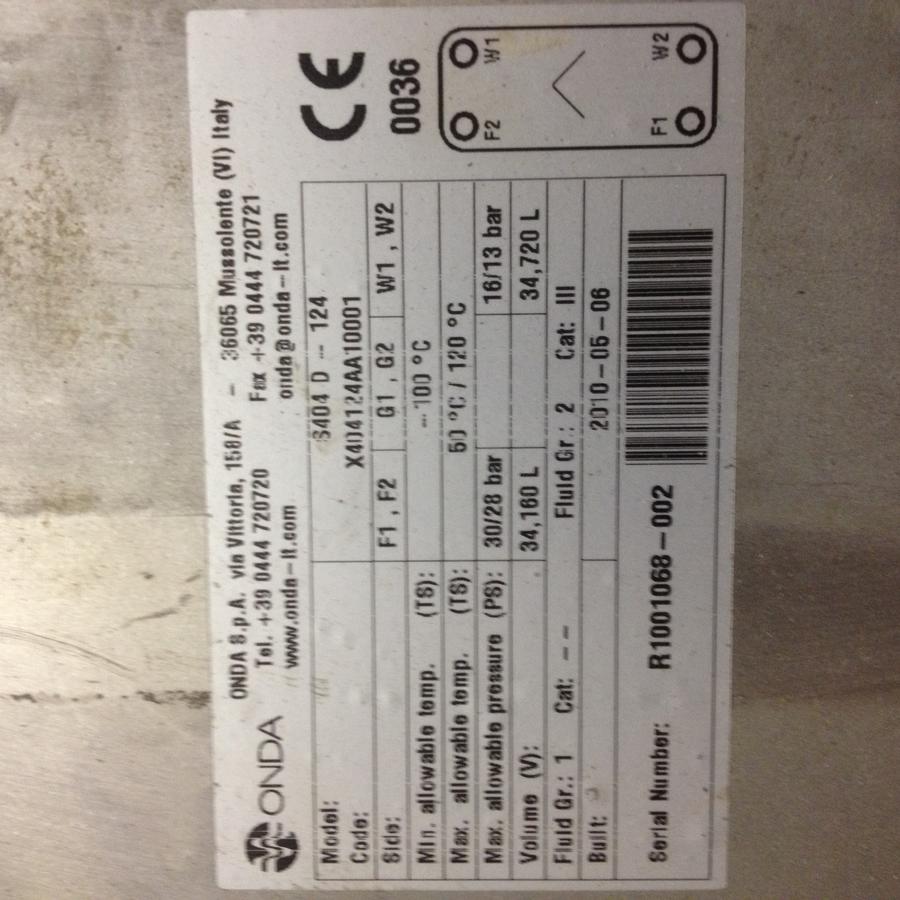 ONDA
ONDA S.p.A. via Vittoria, 158/A - 36065 Mussolente (VI) Italy
Tel. +39 0444 720720 Fax +39 0444 720721
www.onda-it.com onda@onda-it.com
CE
0036
Model: S404 D - 124
Code: X404124AA10001
Side: F1 , F2 G1 , G2 W1 , W2
Min. allowable temp. (TS): -100 °C
Max. allowable temp. (TS): 50 °C / 120 °C
Max. allowable pressure (PS): 30/28 bar 16/13 bar
Volume (V): 34,160 L 34,720 L
Fluid Gr.: 1 Cat: -- Fluid Gr : 2 Cat: III
Built: 2010-05-06
Serial Number: R1001068-002
F2 W1
F1 W2